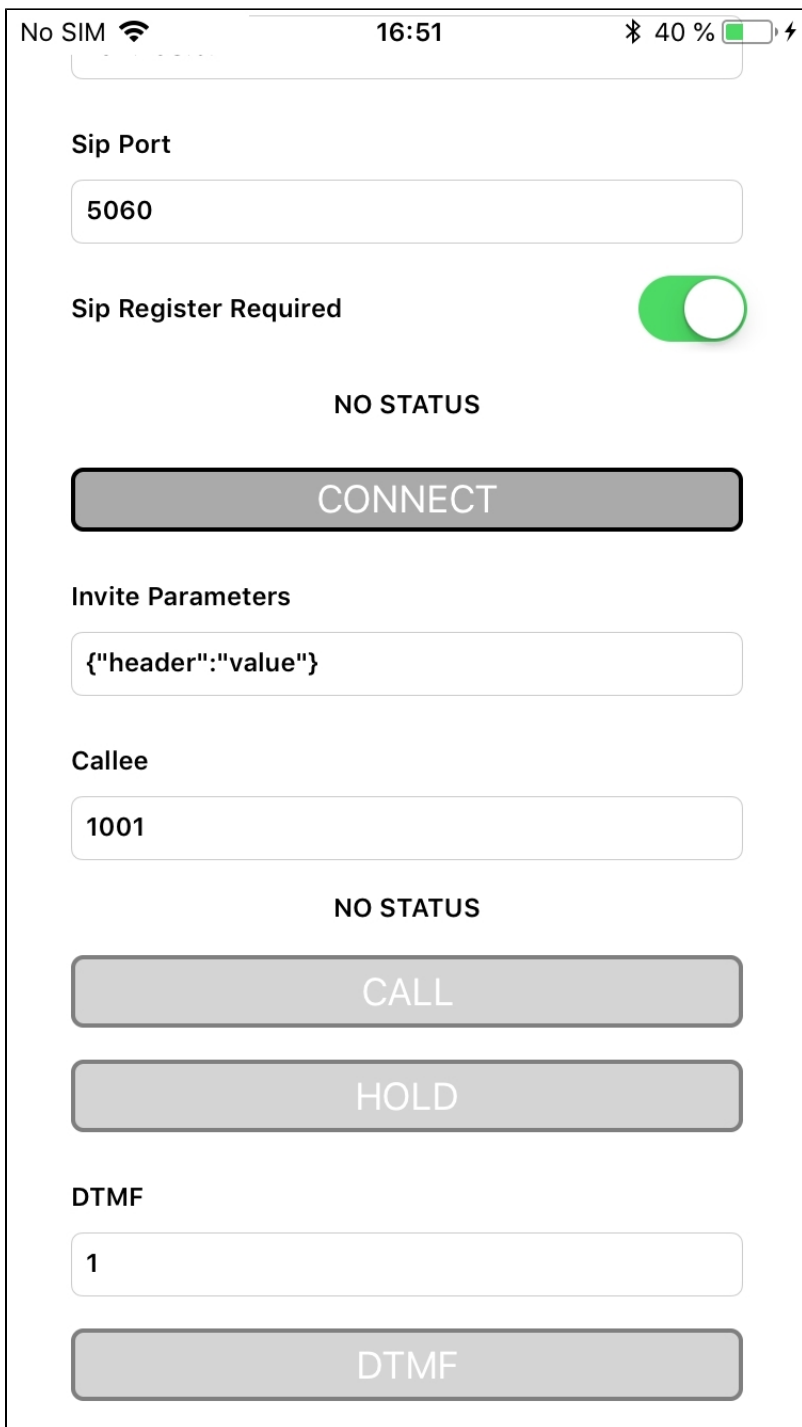 No SIM 16:51 40 %
Sip Port
5060
Sip Register Required
NO STATUS
CONNECT
Invite Parameters
{"header":"value"}
Callee
1001
NO STATUS
CALL
HOLD
DTMF
1
DTMF